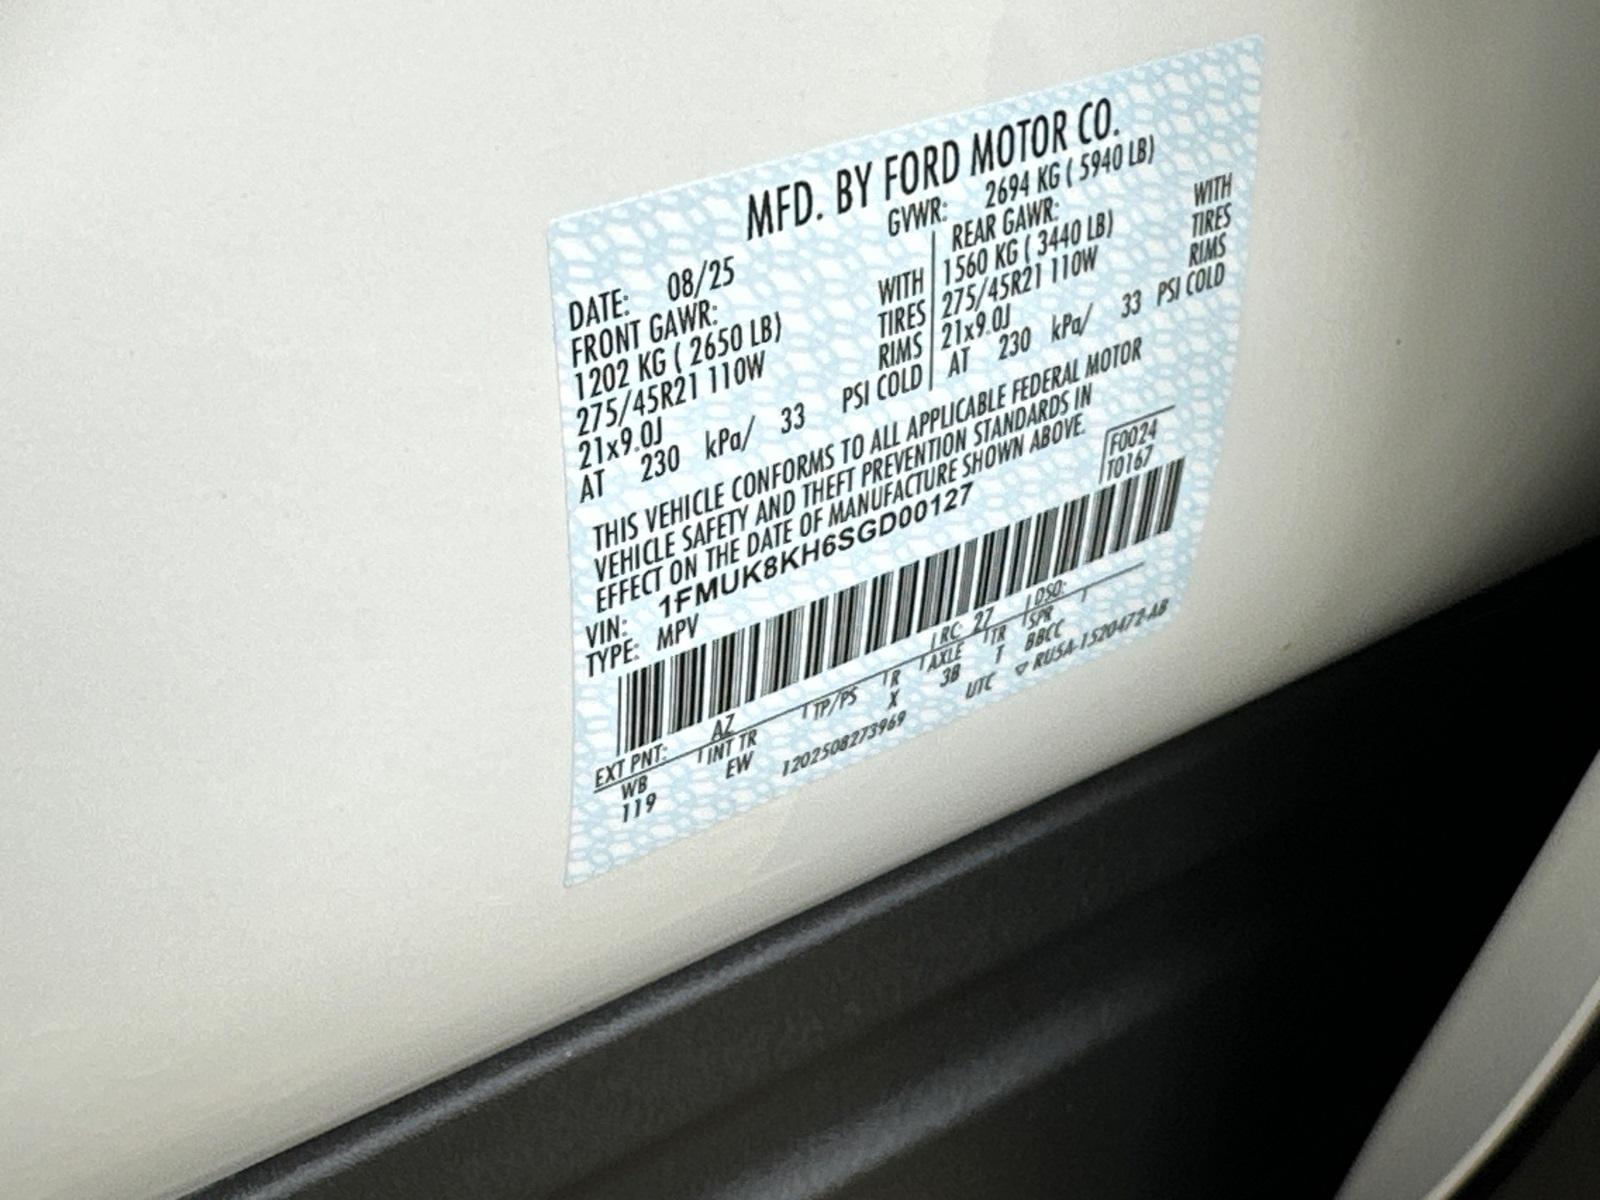 MFD. BY FORD MOTOR CO.
DATE: 08/25
GVWR: 2694 KG ( 5940 LB)
FRONT GAWR:
1202 KG ( 2650 LB) WITH
275/45R21 110W TIRES
21x9.0J RIMS
AT 230 kPa/ 33 PSI COLD
REAR GAWR:
1560 KG ( 3440 LB) WITH
275/45R21 110W TIRES
21x9.0J RIMS
AT 230 kPa/ 33 PSI COLD
THIS VEHICLE CONFORMS TO ALL APPLICABLE FEDERAL MOTOR
VEHICLE SAFETY AND THEFT PREVENTION STANDARDS IN
EFFECT ON THE DATE OF MANUFACTURE SHOWN ABOVE.
VIN: 1FMUK8KH6SGD00127
TYPE: MPV
F0024
T0167
EXT PNT: AZ RC: 27 DSO:
WB INT TR TP/PS R AXLE TR SPR
119 EW X 3B T BBCC
1202508273969 UTC ▽ RU5A-1520472-AB